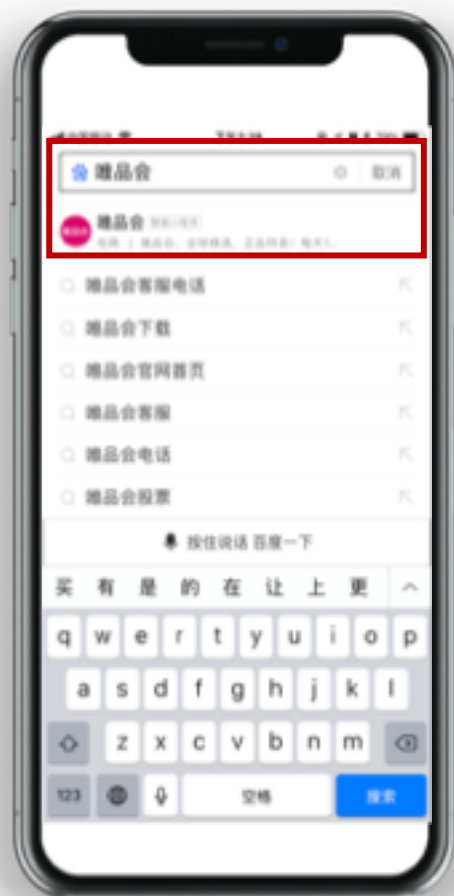 唯品会 取消
唯品会
唯品会客服电话
唯品会下载
唯品会官网首页
唯品会客服
唯品会电话
唯品会股票
按住说话 百度一下
买 有 是 的 在 让 上 更
q w e r t y u i o p
a s d f g h j k l
z x c v b n m
123 空格 搜索